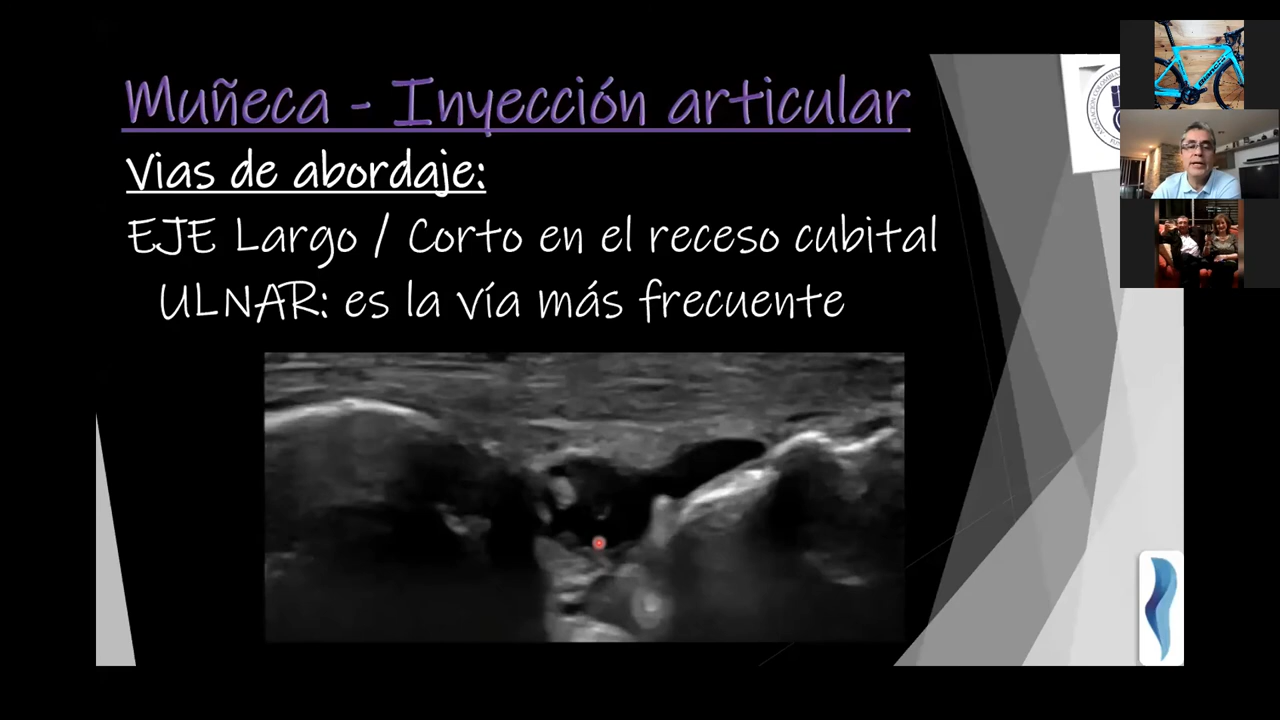 Muñeca - Inyección articular
Vias de abordaje:
EJE Largo / Corto en el receso cubital
ULNAR: es la vía más frecuente